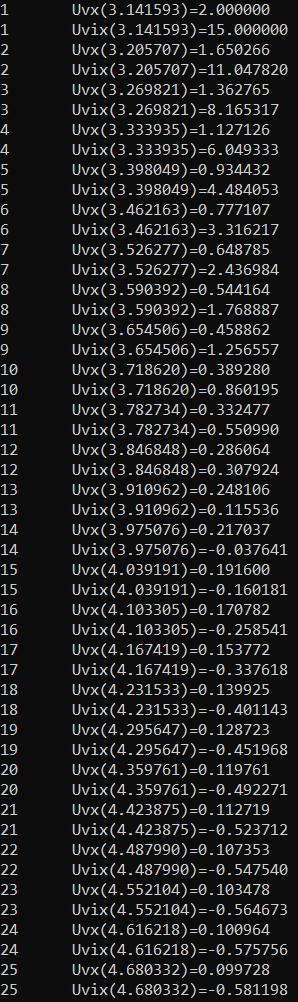 1 Uvx(3.141593)=2.000000
1 Uvix(3.141593)=15.000000
2 Uvx(3.205707)=1.650266
2 Uvix(3.205707)=11.047820
3 Uvx(3.269821)=1.362765
3 Uvix(3.269821)=8.165317
4 Uvx(3.333935)=1.127126
4 Uvix(3.333935)=6.049333
5 Uvx(3.398049)=0.934432
5 Uvix(3.398049)=4.484053
6 Uvx(3.462163)=0.777107
6 Uvix(3.462163)=3.316217
7 Uvx(3.526277)=0.648785
7 Uvix(3.526277)=2.436984
8 Uvx(3.590392)=0.544164
8 Uvix(3.590392)=1.768887
9 Uvx(3.654506)=0.458862
9 Uvix(3.654506)=1.256557
10 Uvx(3.718620)=0.389280
10 Uvix(3.718620)=0.860195
11 Uvx(3.782734)=0.332477
11 Uvix(3.782734)=0.550990
12 Uvx(3.846848)=0.286064
12 Uvix(3.846848)=0.307924
13 Uvx(3.910962)=0.248106
13 Uvix(3.910962)=0.115536
14 Uvx(3.975076)=0.217037
14 Uvix(3.975076)=-0.037641
15 Uvx(4.039191)=0.191600
15 Uvix(4.039191)=-0.160181
16 Uvx(4.103305)=0.170782
16 Uvix(4.103305)=-0.258541
17 Uvx(4.167419)=0.153772
17 Uvix(4.167419)=-0.337618
18 Uvx(4.231533)=0.139925
18 Uvix(4.231533)=-0.401143
19 Uvx(4.295647)=0.128723
19 Uvix(4.295647)=-0.451968
20 Uvx(4.359761)=0.119761
20 Uvix(4.359761)=-0.492271
21 Uvx(4.423875)=0.112719
21 Uvix(4.423875)=-0.523712
22 Uvx(4.487990)=0.107353
22 Uvix(4.487990)=-0.547540
23 Uvx(4.552104)=0.103478
23 Uvix(4.552104)=-0.564673
24 Uvx(4.616218)=0.100964
24 Uvix(4.616218)=-0.575756
25 Uvx(4.680332)=0.099728
25 Uvix(4.680332)=-0.581198